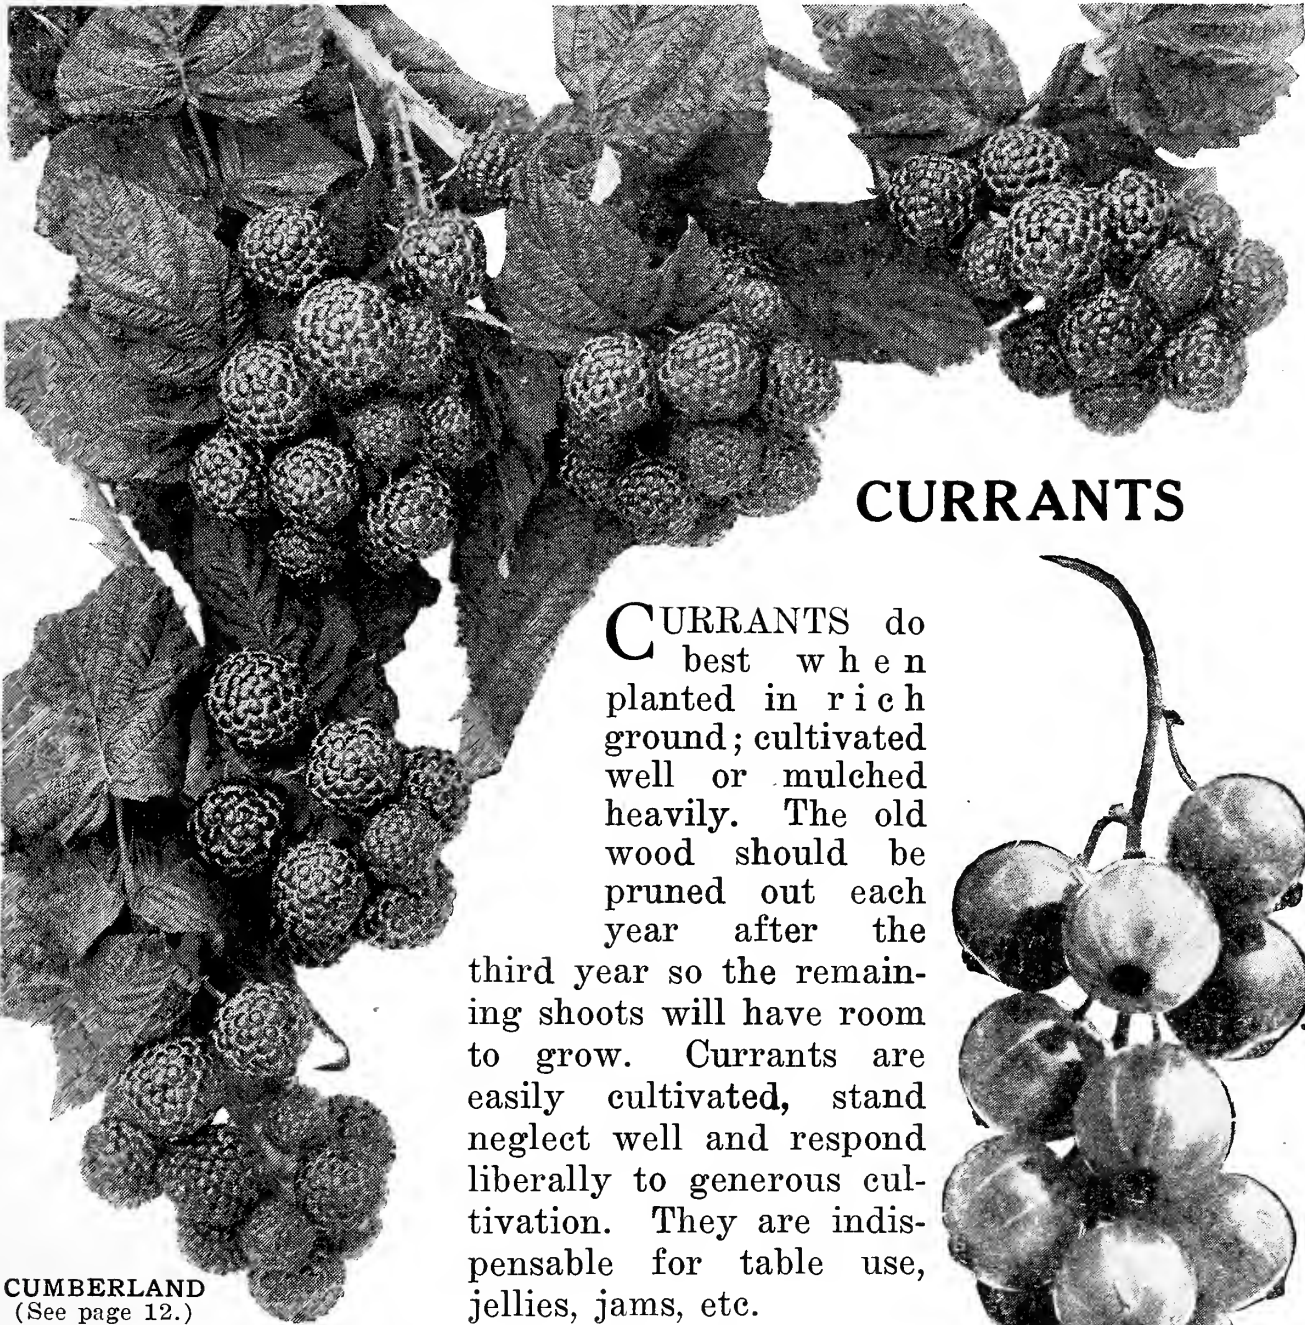 CURRANTS
CURRANTS do
best when
planted in rich
ground; cultivated
well or mulched
heavily. The old
wood should be
pruned out each
year after the
third year so the remain-
ing shoots will have room
to grow. Currants are
easily cultivated, stand
neglect well and respond
liberally to generous cul-
tivation. They are indis-
pensable for table use,
jellies, jams, etc.
CUMBERLAND
(See page 12.)